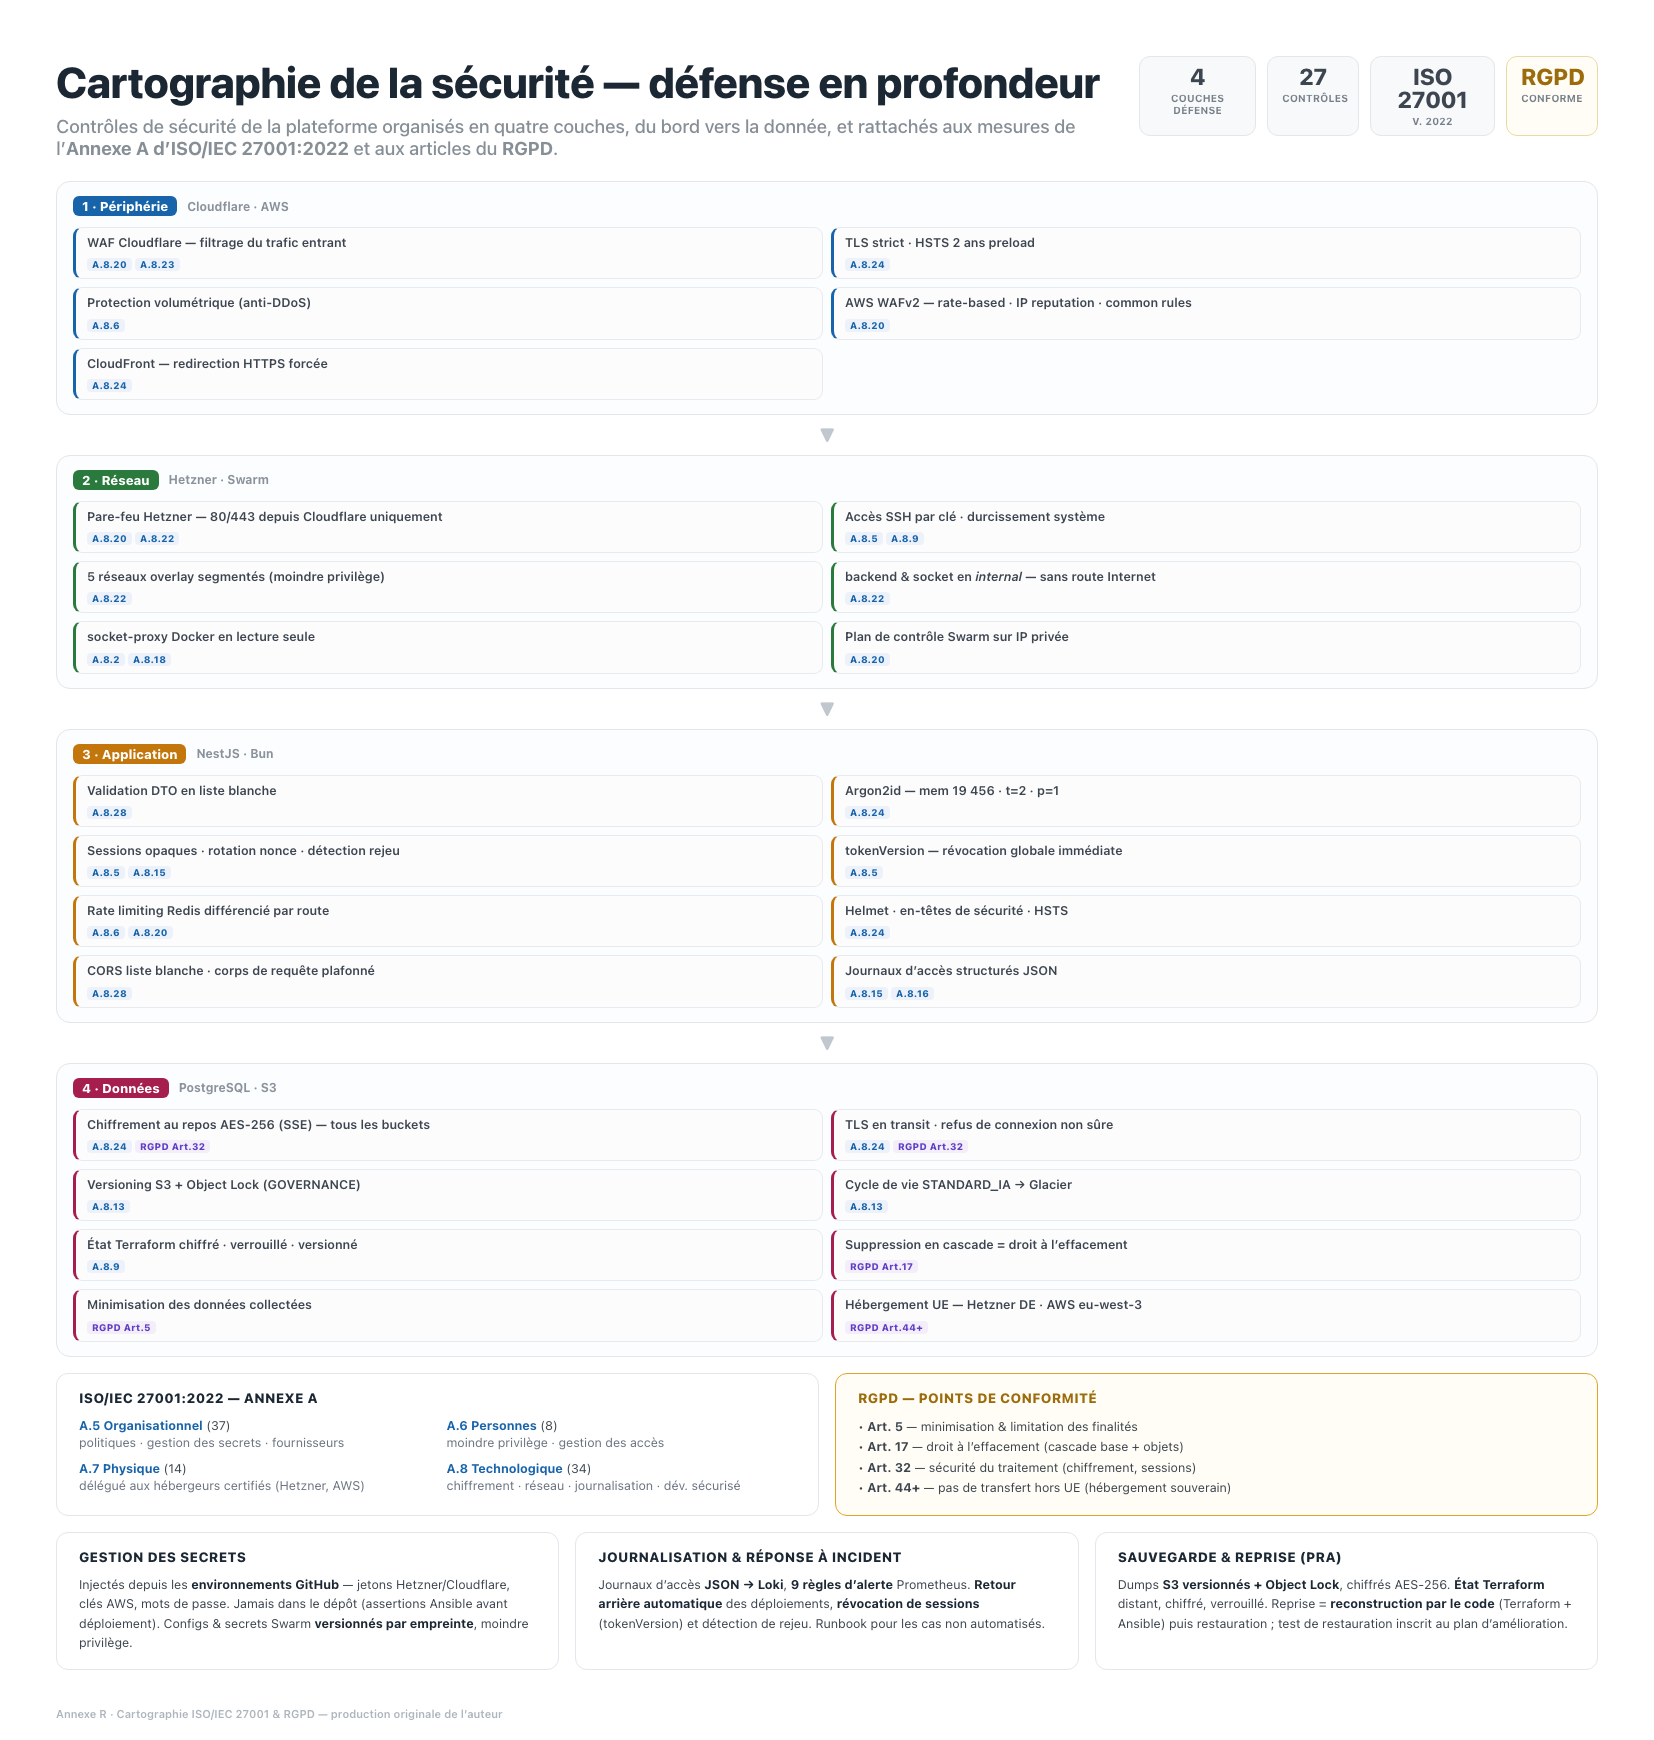 Cartographie de la sécurité — défense en profondeur
Contrôles de sécurité de la plateforme organisés en quatre couches, du bord vers la donnée, et rattachés aux mesures de
l’Annexe A d’ISO/IEC 27001:2022 et aux articles du RGPD.
4
COUCHES
DÉFENSE
27
CONTRÔLES
ISO
27001
V. 2022
RGPD
CONFORME
1 · Périphérie
Cloudflare · AWS
WAF Cloudflare — filtrage du trafic entrant
A.8.20 A.8.23
TLS strict · HSTS 2 ans preload
A.8.24
Protection volumétrique (anti-DDoS)
A.8.6
AWS WAFv2 — rate-based · IP reputation · common rules
A.8.20
CloudFront — redirection HTTPS forcée
A.8.24
▼
2 · Réseau
Hetzner · Swarm
Pare-feu Hetzner — 80/443 depuis Cloudflare uniquement
A.8.20 A.8.22
Accès SSH par clé · durcissement système
A.8.5 A.8.9
5 réseaux overlay segmentés (moindre privilège)
A.8.22
backend & socket en internal — sans route Internet
A.8.22
socket-proxy Docker en lecture seule
A.8.2 A.8.18
Plan de contrôle Swarm sur IP privée
A.8.20
▼
3 · Application
NestJS · Bun
Validation DTO en liste blanche
A.8.28
Argon2id — mem 19 456 · t=2 · p=1
A.8.24
Sessions opaques · rotation nonce · détection rejeu
A.8.5 A.8.15
tokenVersion — révocation globale immédiate
A.8.5
Rate limiting Redis différencié par route
A.8.6 A.8.20
Helmet · en-têtes de sécurité · HSTS
A.8.24
CORS liste blanche · corps de requête plafonné
A.8.28
Journaux d’accès structurés JSON
A.8.15 A.8.16
▼
4 · Données
PostgreSQL · S3
Chiffrement au repos AES-256 (SSE) — tous les buckets
A.8.24 RGPD Art.32
TLS en transit · refus de connexion non sûre
A.8.24 RGPD Art.32
Versioning S3 + Object Lock (GOVERNANCE)
A.8.13
Cycle de vie STANDARD_IA → Glacier
A.8.13
État Terraform chiffré · verrouillé · versionné
A.8.9
Suppression en cascade = droit à l’effacement
RGPD Art.17
Minimisation des données collectées
RGPD Art.5
Hébergement UE — Hetzner DE · AWS eu-west-3
RGPD Art.44+
ISO/IEC 27001:2022 — ANNEXE A
A.5 Organisationnel (37)
politiques · gestion des secrets · fournisseurs
A.6 Personnes (8)
moindre privilège · gestion des accès
A.7 Physique (14)
délégué aux hébergeurs certifiés (Hetzner, AWS)
A.8 Technologique (34)
chiffrement · réseau · journalisation · dév. sécurisé
RGPD — POINTS DE CONFORMITÉ
· Art. 5 — minimisation & limitation des finalités
· Art. 17 — droit à l’effacement (cascade base + objets)
· Art. 32 — sécurité du traitement (chiffrement, sessions)
· Art. 44+ — pas de transfert hors UE (hébergement souverain)
GESTION DES SECRETS
Injectés depuis les environnements GitHub — jetons Hetzner/Cloudflare,
clés AWS, mots de passe. Jamais dans le dépôt (assertions Ansible avant
déploiement). Configs & secrets Swarm versionnés par empreinte, moindre
privilège.
JOURNALISATION & RÉPONSE À INCIDENT
Journaux d’accès JSON → Loki, 9 règles d’alerte Prometheus. Retour
arrière automatique des déploiements, révocation de sessions
(tokenVersion) et détection de rejeu. Runbook pour les cas non automatisés.
SAUVEGARDE & REPRISE (PRA)
Dumps S3 versionnés + Object Lock, chiffrés AES-256. État Terraform
distant, chiffré, verrouillé. Reprise = reconstruction par le code (Terraform +
Ansible) puis restauration ; test de restauration inscrit au plan d’amélioration.
Annexe R · Cartographie ISO/IEC 27001 & RGPD — production originale de l’auteur